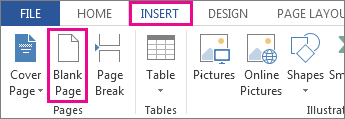 FILE HOME INSERT DESIGN PAGE LAYOU
Cover Blank Page Table Pictures Online Shapes Sm
Page Page Break Pictures
Pages Tables Illustrat